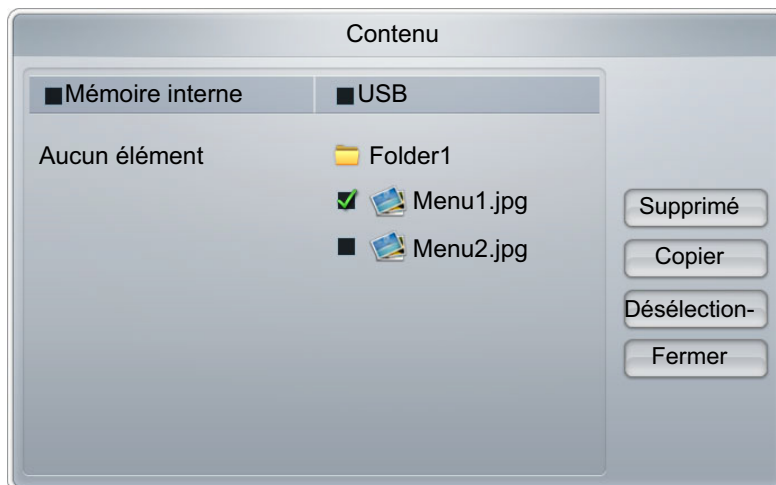 Contenu
Mémoire interne
USB
Aucun élément
Folder1
Menu1.jpg
Menu2.jpg
Supprimé
Copier
Désélection-
Fermer